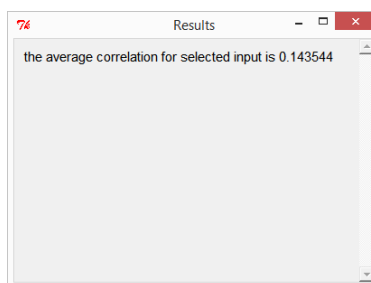 Results
the average correlation for selected input is 0.143544